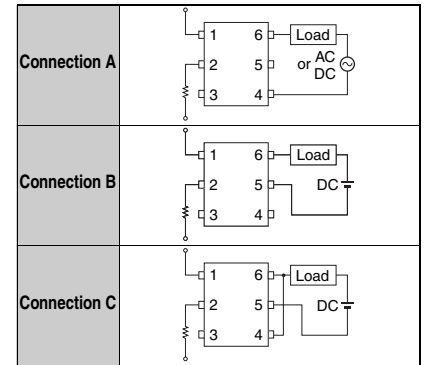 Connection A
1 6 Load
2 5 or AC
DC
3 4
Connection B
1 6 Load
2 5 DC
3 4
Connection C
1 6 Load
2 5 DC
3 4